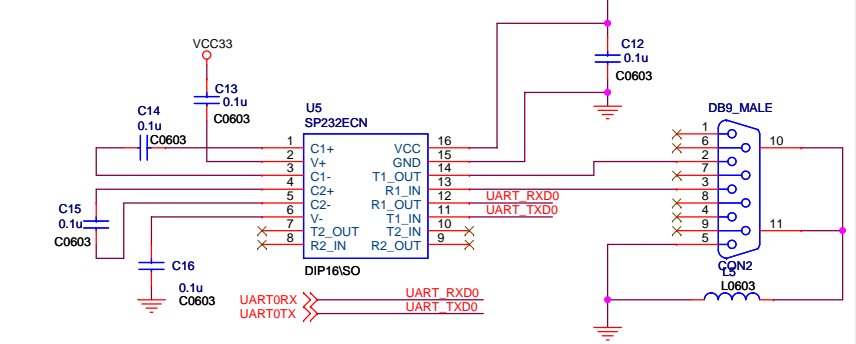 VCC33
C12
0.1u
C0603
C13
0.1u
C0603
C14
0.1u
C0603
U5
SP232ECN
DB9_MALE
1 C1+ VCC 16
2 V+ GND 15
3 C1- T1_OUT 14
4 C2+ R1_IN 13
5 C2- R1_OUT 12 UART_RXD0
6 V- T1_IN 11 UART_TXD0
7 T2_OUT T2_IN 10
8 R2_IN R2_OUT 9
DIP16\SO
C15
0.1u
C0603
C16
0.1u
C0603
1
6
2
7
3
8
4
9
5
10
11
CON2
L5
L0603
UART0RX UART_RXD0
UART0TX UART_TXD0